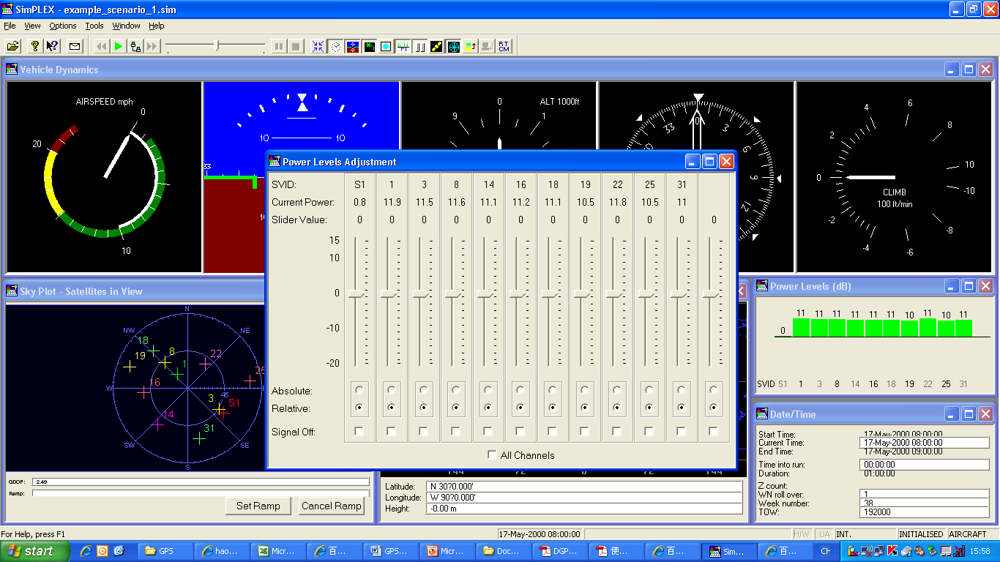 SimPLEX - example_scenario_1.sim
File View Options Tools Window Help
RT CM
Vehicle Dynamics
AIRSPEED mph
0
20
10
10 10
33
0
ALT 1000ft
9 1
0
33 3
6
9
12
4 6 8 10
2
0
CLIMB
100 ft/min
-2 -4 -6 -8 -10
Power Levels Adjustment
SVID: S1 1 3 8 14 16 18 19 22 25 31
Current Power: 0.8 11.9 11.5 11.6 11.1 11.2 11.1 10.5 11.8 10.5 11
Slider Value: 0 0 0 0 0 0 0 0 0 0 0 0
15
10
0
-10
-20
Absolute:
Relative:
Signal Off:
All Channels
Sky Plot - Satellites in View
N
NW NE
18 8 22
19 1 25
W 16 45
3 S1
14 31
SW SE
S
GDOP: 2.49
Ramp:
Set Ramp Cancel Ramp
144 72 0 72 144
Latitude: N 30?0.000'
Longitude: W 90?0.000'
Height: -0.00 m
Power Levels (dB)
0 11 11 11 11 11 11 10 11 10 11
SVID S1 1 3 8 14 16 18 19 22 25 31
Date/Time
Start Time: 17-May-2000 08:00:00
Current Time: 17-May-2000 08:00:00
End Time: 17-May-2000 09:00:00
Time into run: 00:00:00
Duration: 01:00:00
Z count:
WN roll over: 1
Week number: 38
TOW: 192000
For Help, press F1 17-May-2000 08:00:00 H/W UA INT. INITIALISED AIRCRAFT
start GPS hao... Micr... 百... GPS... Micr... Doc... DGP... 使... 百... Sim... 百... CH 15:58